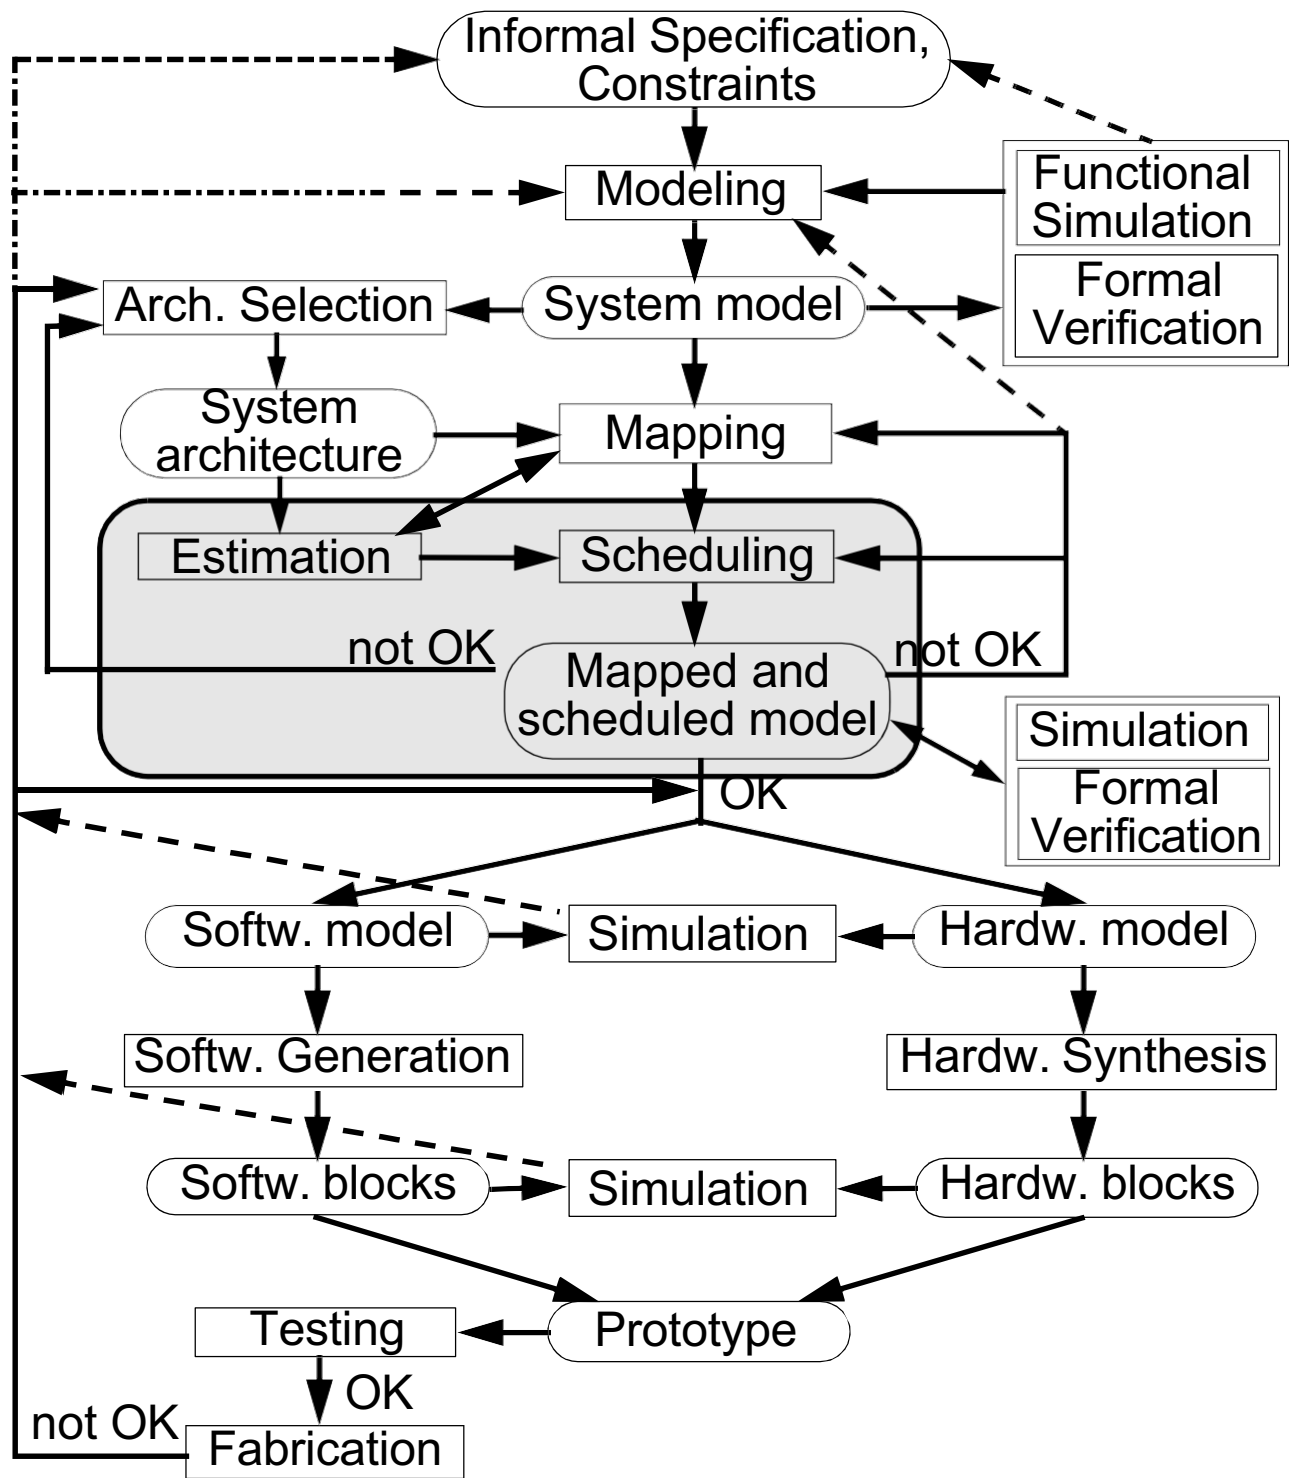 Informal Specification,
Constraints
Modeling
Functional
Simulation
Formal
Verification
Arch. Selection
System model
System
architecture
Mapping
Estimation
Scheduling
not OK
Mapped and
scheduled model
not OK
Simulation
Formal
Verification
OK
Softw. model
Simulation
Hardw. model
Softw. Generation
Hardw. Synthesis
Softw. blocks
Simulation
Hardw. blocks
Testing
Prototype
OK
not OK
Fabrication